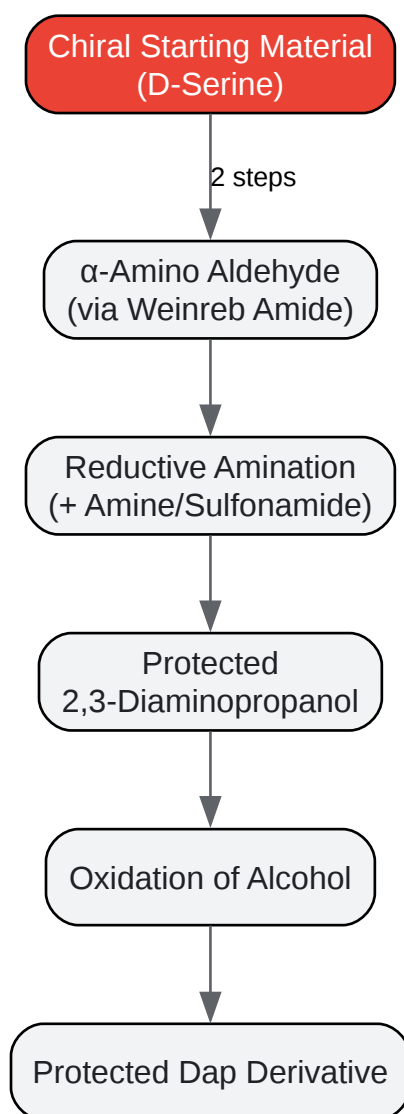 Chiral Starting Material
(D-Serine)
2 steps
α-Amino Aldehyde
(via Weinreb Amide)
Reductive Amination
(+ Amine/Sulfonamide)
Protected
2,3-Diaminopropanol
Oxidation of Alcohol
Protected Dap Derivative